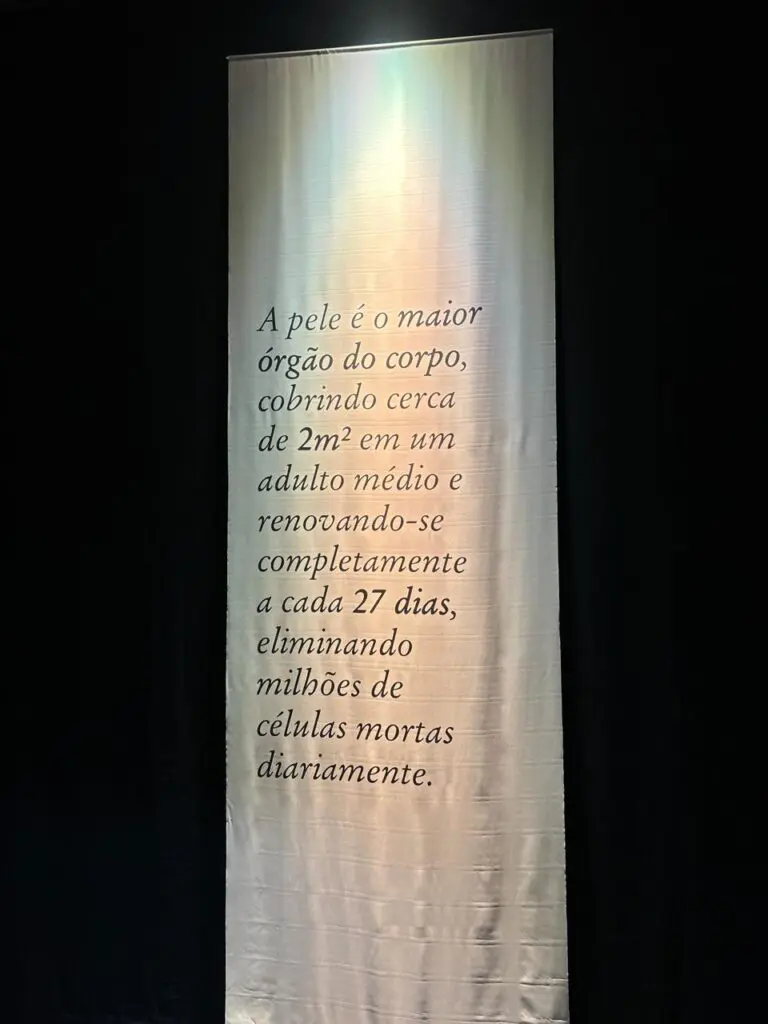 A pele é o maior
órgão do corpo,
cobrindo cerca
de 2m² em um
adulto médio e
renovando-se
completamente
a cada 27 dias,
eliminando
milhões de
células mortas
diariamente.